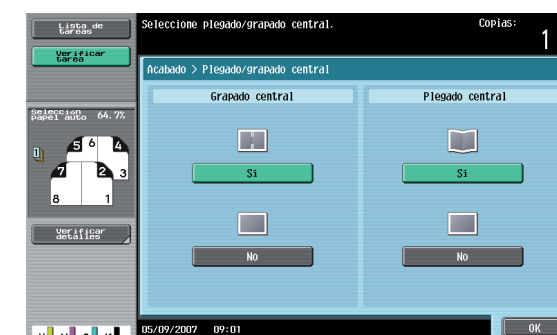 Lista de
tareas
Seleccione plegado/grapado central.
Copias:
1
Verificar
tarea
Acabado > Plegado/grapado central
Grapado central
Plegado central
Selección
papel auto
64.7%
5 6 4
7 2 3
8 1
Sí
Sí
Verificar
detalles
No
No
05/09/2007 09:01
OK